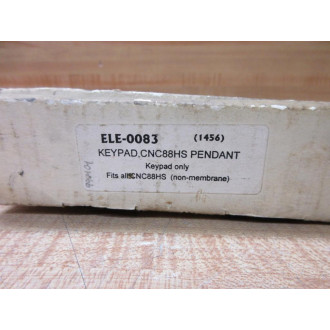 ELE-0083 (1456)
KEYPAD,CNC88HS PENDANT
Keypad only
Fits all CNC88HS (non-membrane)